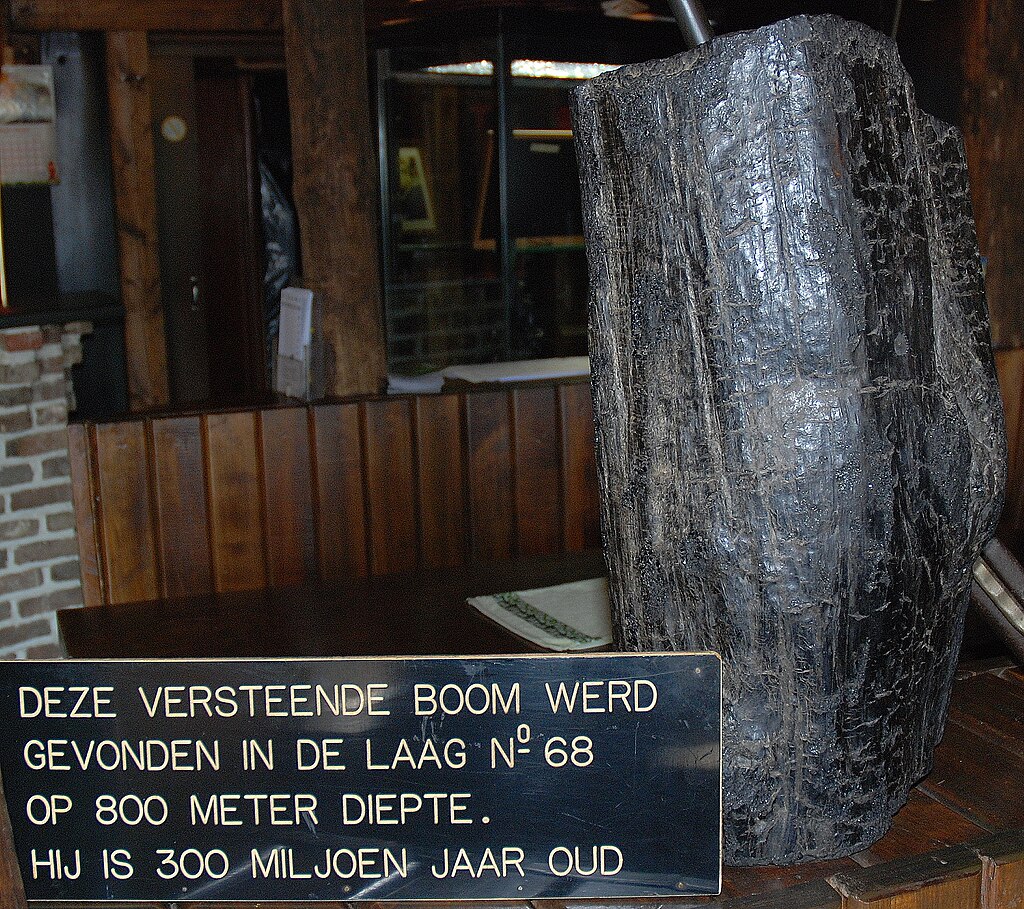 DEZE VERSTEENDE BOOM WERD
GEVONDEN IN DE LAAG Nº 68
OP 800 METER DIEPTE.
HIJ IS 300 MILJOEN JAAR OUD